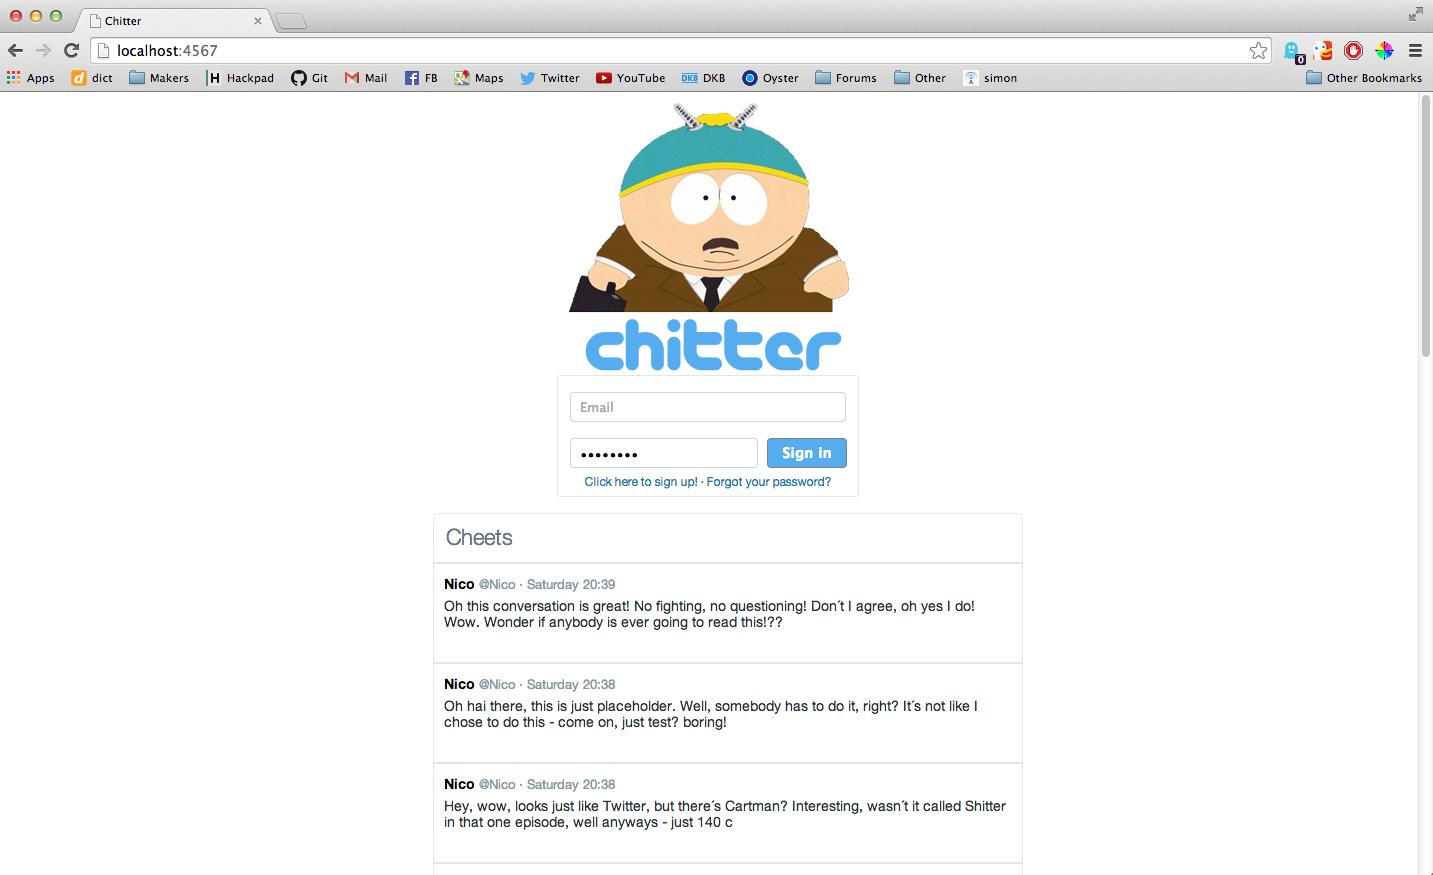 Chitter
localhost:4567
Apps dict Makers Hackpad Git Mail FB Maps Twitter YouTube DKB DKB Oyster Forums Other simon Other Bookmarks
0
chitter
Email
Sign in
Click here to sign up! · Forgot your password?
Cheets
Nico @Nico · Saturday 20:39
Oh this conversation is great! No fighting, no questioning! Don´t I agree, oh yes I do!
Wow. Wonder if anybody is ever going to read this!??
Nico @Nico · Saturday 20:38
Oh hai there, this is just placeholder. Well, somebody has to do it, right? It´s not like I
chose to do this - come on, just test? boring!
Nico @Nico · Saturday 20:38
Hey, wow, looks just like Twitter, but there´s Cartman? Interesting, wasn´t it called Shitter
in that one episode, well anyways - just 140 c